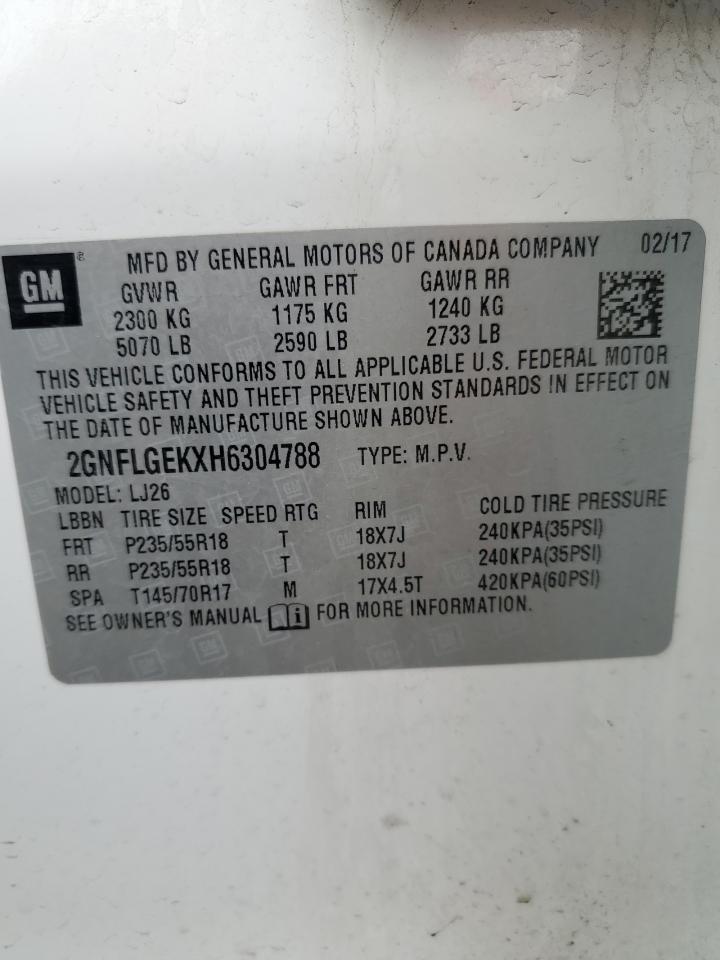 GM ® MFD BY GENERAL MOTORS OF CANADA COMPANY 02/17
GVWR GAWR FRT GAWR RR
2300 KG 1175 KG 1240 KG
5070 LB 2590 LB 2733 LB
THIS VEHICLE CONFORMS TO ALL APPLICABLE U.S. FEDERAL MOTOR
VEHICLE SAFETY AND THEFT PREVENTION STANDARDS IN EFFECT ON
THE DATE OF MANUFACTURE SHOWN ABOVE.
2GNFLGEKXH6304788 TYPE: M.P.V.
MODEL: LJ26
LBBN TIRE SIZE SPEED RTG RIM COLD TIRE PRESSURE
FRT P235/55R18 T 18X7J 240KPA(35PSI)
RR P235/55R18 T 18X7J 240KPA(35PSI)
SPA T145/70R17 M 17X4.5T 420KPA(60PSI)
SEE OWNER'S MANUAL i FOR MORE INFORMATION.